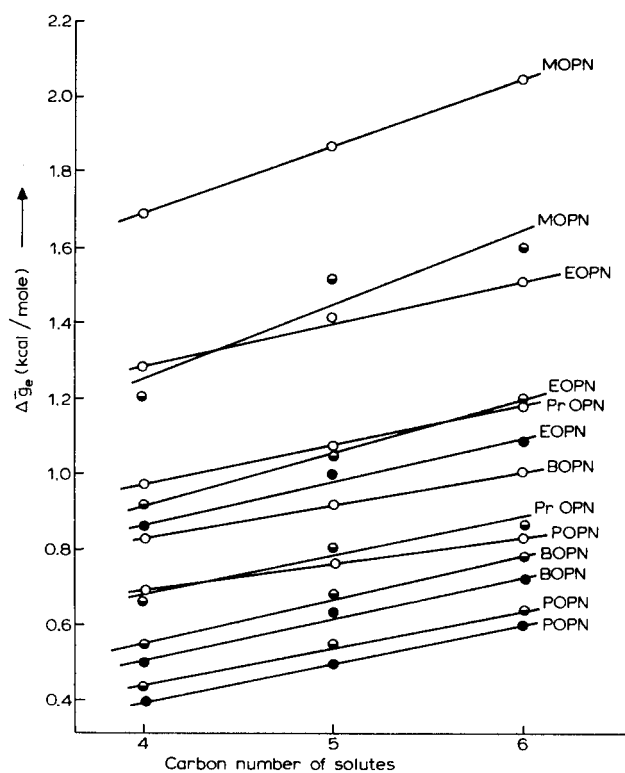 2.2
2.0
1.8
1.6
1.4
1.2
1.0
0.8
0.6
0.4
Δg̅e (kcal/mole)
MOPN
MOPN
EOPN
EOPN
Pr OPN
EOPN
BOPN
Pr OPN
POPN
BOPN
BOPN
POPN
POPN
4 5 6
Carbon number of solutes